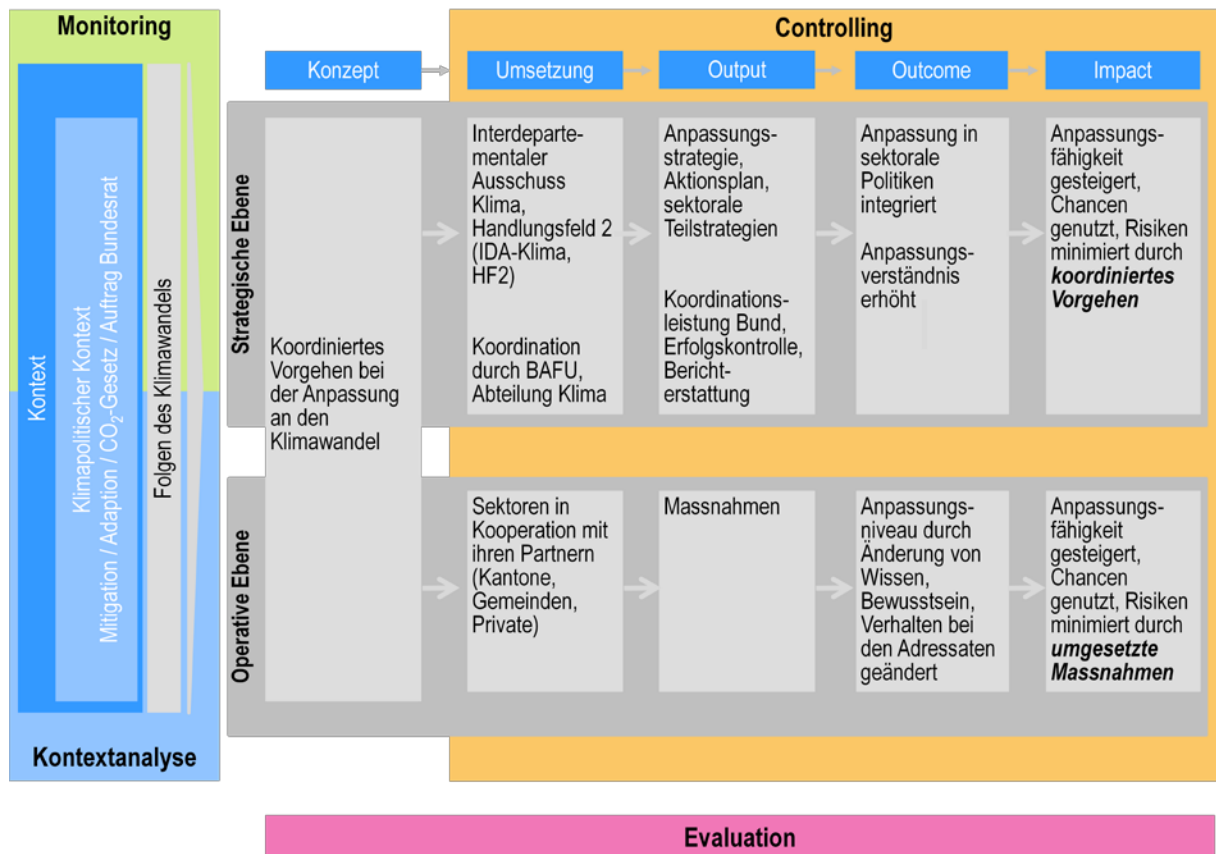 Monitoring
Kontext
Klimapolitischer Kontext
Mitigation / Adaption / CO₂-Gesetz / Auftrag Bundesrat
Folgen des Klimawandels
Kontextanalyse
Controlling
Konzept
Umsetzung
Output
Outcome
Impact
Strategische Ebene
Koordiniertes
Vorgehen bei
der Anpassung
an den
Klimawandel
Interdeparte-
mentaler
Ausschuss
Klima,
Handlungsfeld 2
(IDA-Klima,
HF2)
Koordination
durch BAFU,
Abteilung Klima
Anpassungs-
strategie,
Aktionsplan,
sektorale
Teilstrategien
Koordinations-
leistung Bund,
Erfolgskontrolle,
Bericht-
erstattung
Anpassung in
sektorale
Politiken
integriert
Anpassungs-
verständnis
erhöht
Anpassungs-
fähigkeit
gesteigert,
Chancen
genutzt, Risiken
minimiert durch
koordiniertes
Vorgehen
Operative Ebene
Sektoren in
Kooperation mit
ihren Partnern
(Kantone,
Gemeinden,
Private)
Massnahmen
Anpassungs-
niveau durch
Änderung von
Wissen,
Bewusstsein,
Verhalten bei
den Adressaten
geändert
Anpassungs-
fähigkeit
gesteigert,
Chancen
genutzt, Risiken
minimiert durch
umgesetzte
Massnahmen
Evaluation